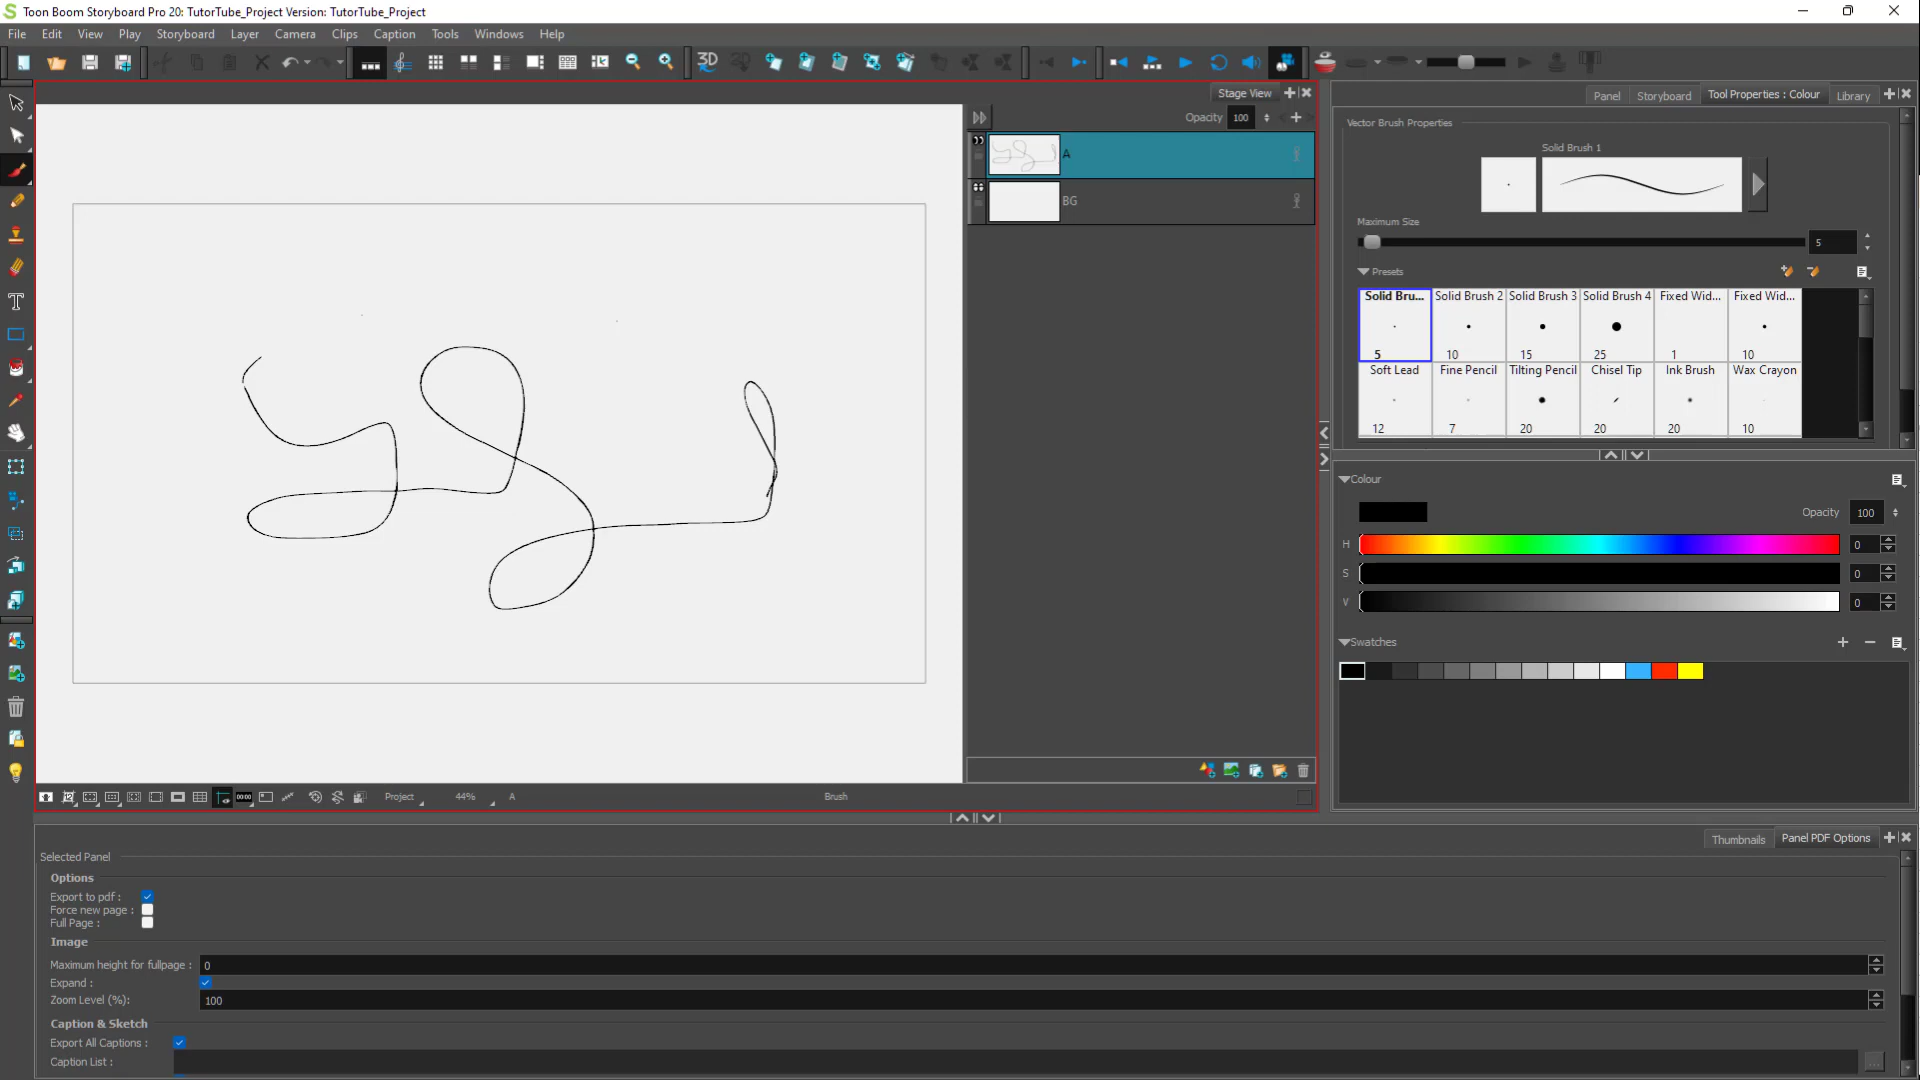 Toon Boom Storyboard Pro 20: TutorTube_Project Version: TutorTube_Project
File Edit View Play Storyboard Layer Camera Clips Caption Tools Windows Help
3D
Stage View
Opacity 100
A
BG
Panel Storyboard Tool Properties : Colour Library
Vector Brush Properties
Solid Brush 1
Maximum Size
5
Presets
Solid Bru... Solid Brush 2 Solid Brush 3 Solid Brush 4 Fixed Wid... Fixed Wid...
5 10 15 25 1 10
Soft Lead Fine Pencil Tilting Pencil Chisel Tip Ink Brush Wax Crayon
12 7 20 20 20 10
Colour
Opacity 100
H 0
S 0
V 0
Swatches
Project 44% A Brush
Thumbnails Panel PDF Options
Selected Panel
Options
Export to pdf :
Force new page :
Full Page :
Image
Maximum height for fullpage : 0
Expand :
Zoom Level (%): 100
Caption & Sketch
Export All Captions :
Caption List :
...